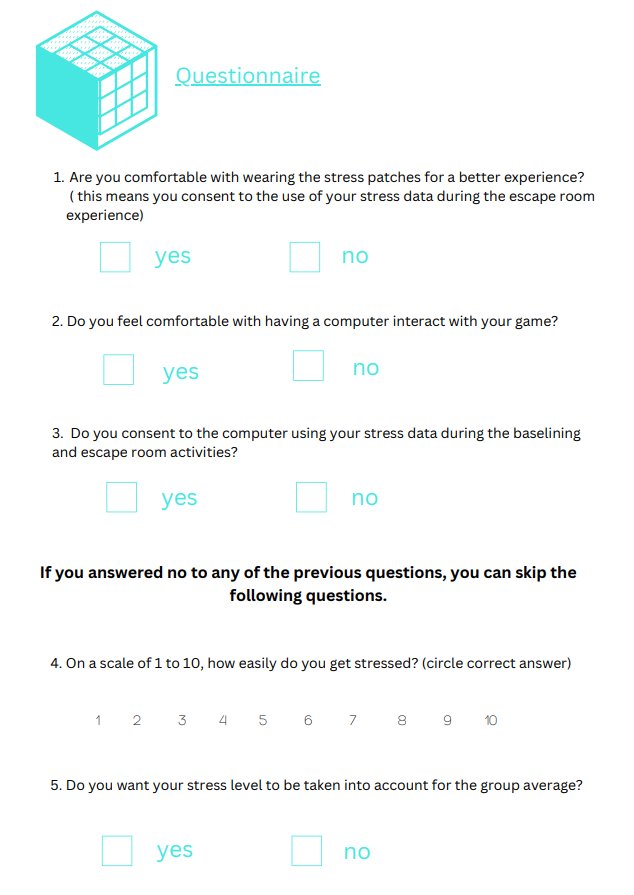 Questionnaire
1. Are you comfortable with wearing the stress patches for a better experience?
( this means you consent to the use of your stress data during the escape room
experience)
yes no
2. Do you feel comfortable with having a computer interact with your game?
yes no
3. Do you consent to the computer using your stress data during the baselining
and escape room activities?
yes no
If you answered no to any of the previous questions, you can skip the
following questions.
4. On a scale of 1 to 10, how easily do you get stressed? (circle correct answer)
1 2 3 4 5 6 7 8 9 10
5. Do you want your stress level to be taken into account for the group average?
yes no